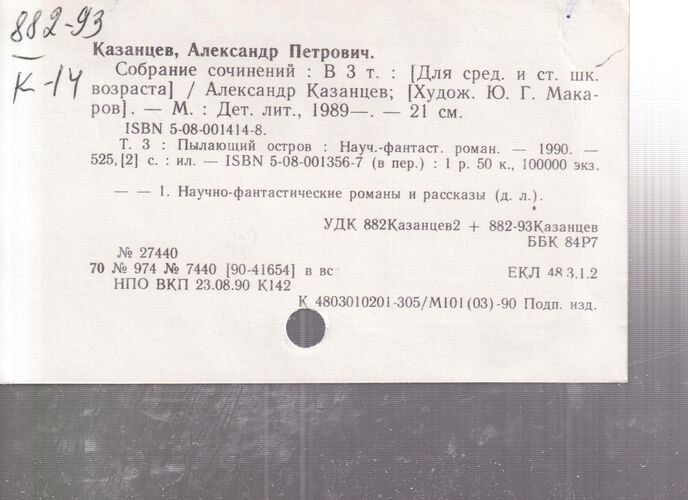 882-93
К-14
Казанцев, Александр Петрович.
Собрание сочинений : В 3 т. : [Для сред. и ст. шк.
возраста] / Александр Казанцев; [Худож. Ю. Г. Мака-
ров]. — М. : Дет. лит., 1989—. — 21 см.
ISBN 5-08-001414-8.
Т. 3 : Пылающий остров : Науч.-фантаст. роман. — 1990. —
525, [2] с. : ил. — ISBN 5-08-001356-7 (в пер.) : 1 р. 50 к., 100000 экз.
— — 1. Научно-фантастические романы и рассказы (д. л.).
УДК 882Казанцев2 + 882-93Казанцев
ББК 84Р7
№ 27440
70 № 974 № 7440 [90-41654] в вс
ЕКЛ 48 3.1.2
НПО ВКП 23.08.90 К142
К 4803010201-305/М101(03)-90 Подп. изд.